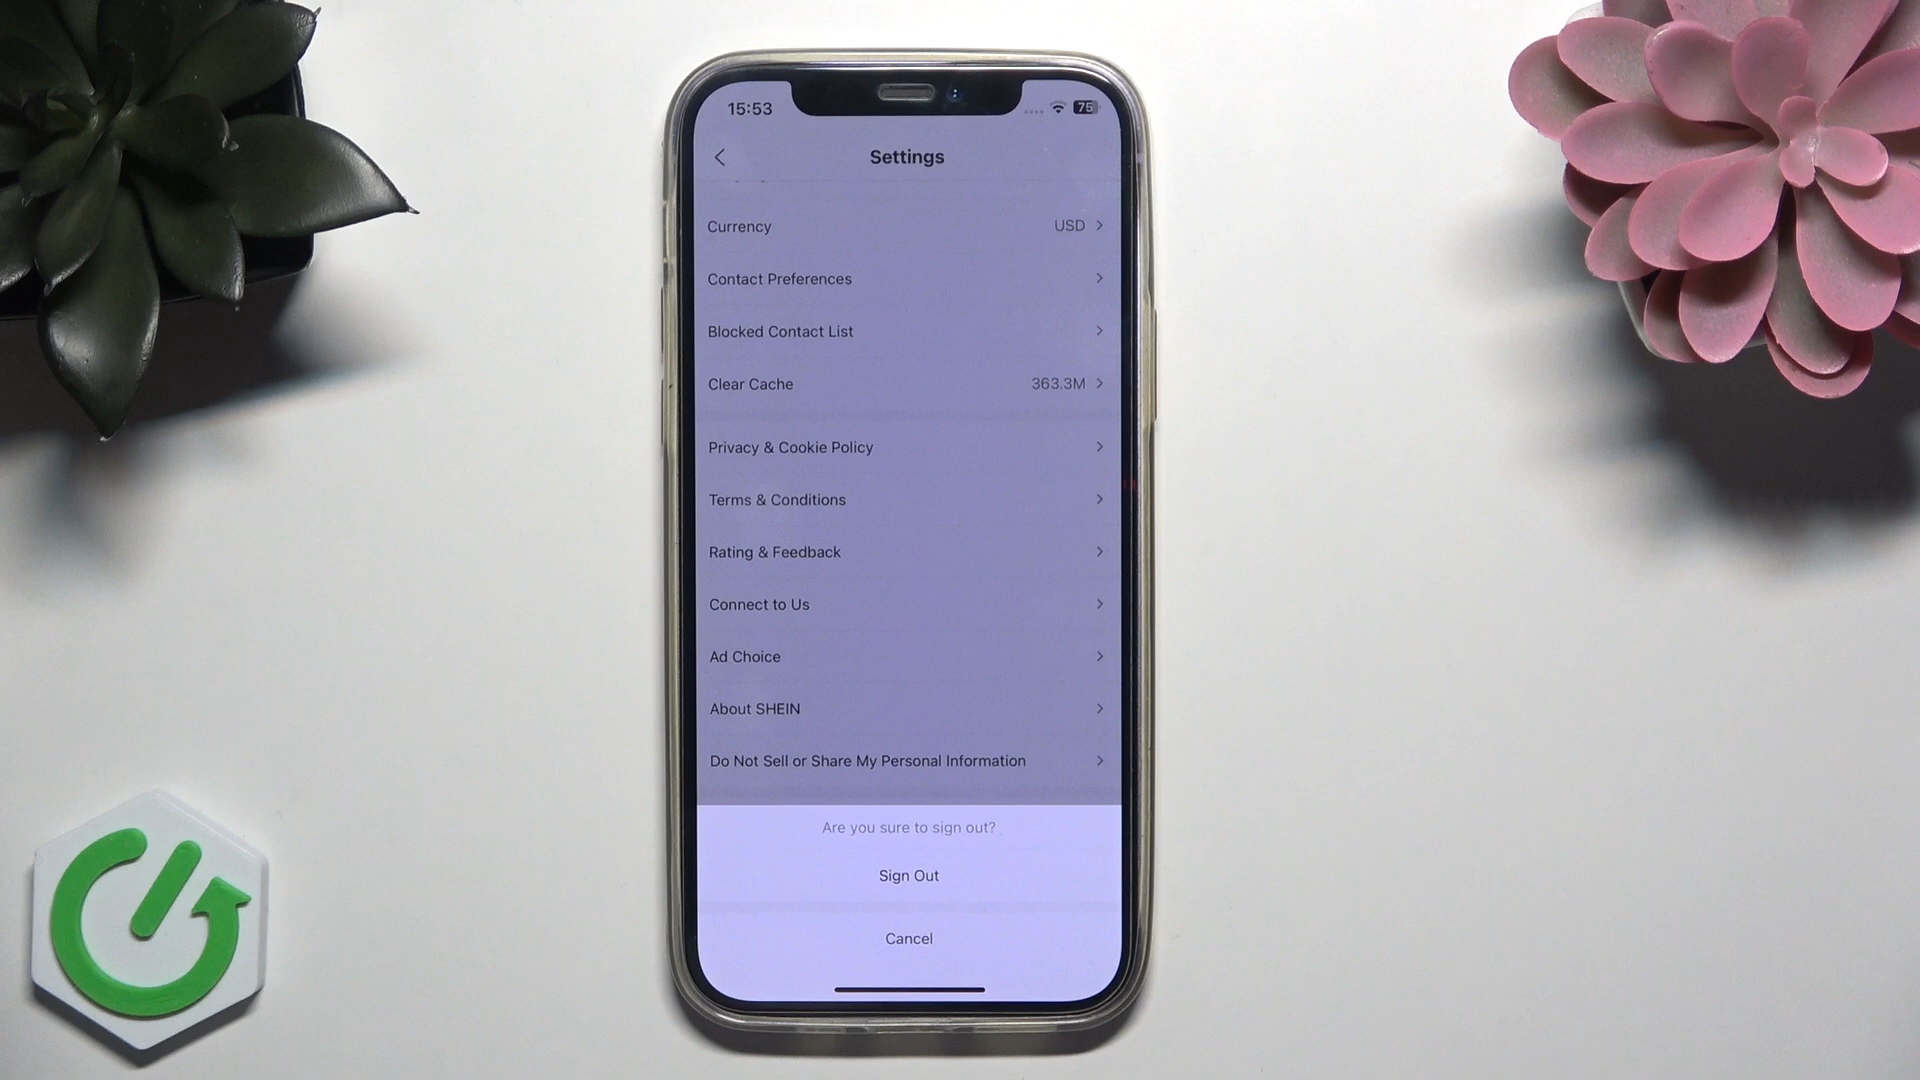 15:53
75
Settings
Currency USD
Contact Preferences
Blocked Contact List
Clear Cache 363.3M
Privacy & Cookie Policy
Terms & Conditions
Rating & Feedback
Connect to Us
Ad Choice
About SHEIN
Do Not Sell or Share My Personal Information
Are you sure to sign out?
Sign Out
Cancel